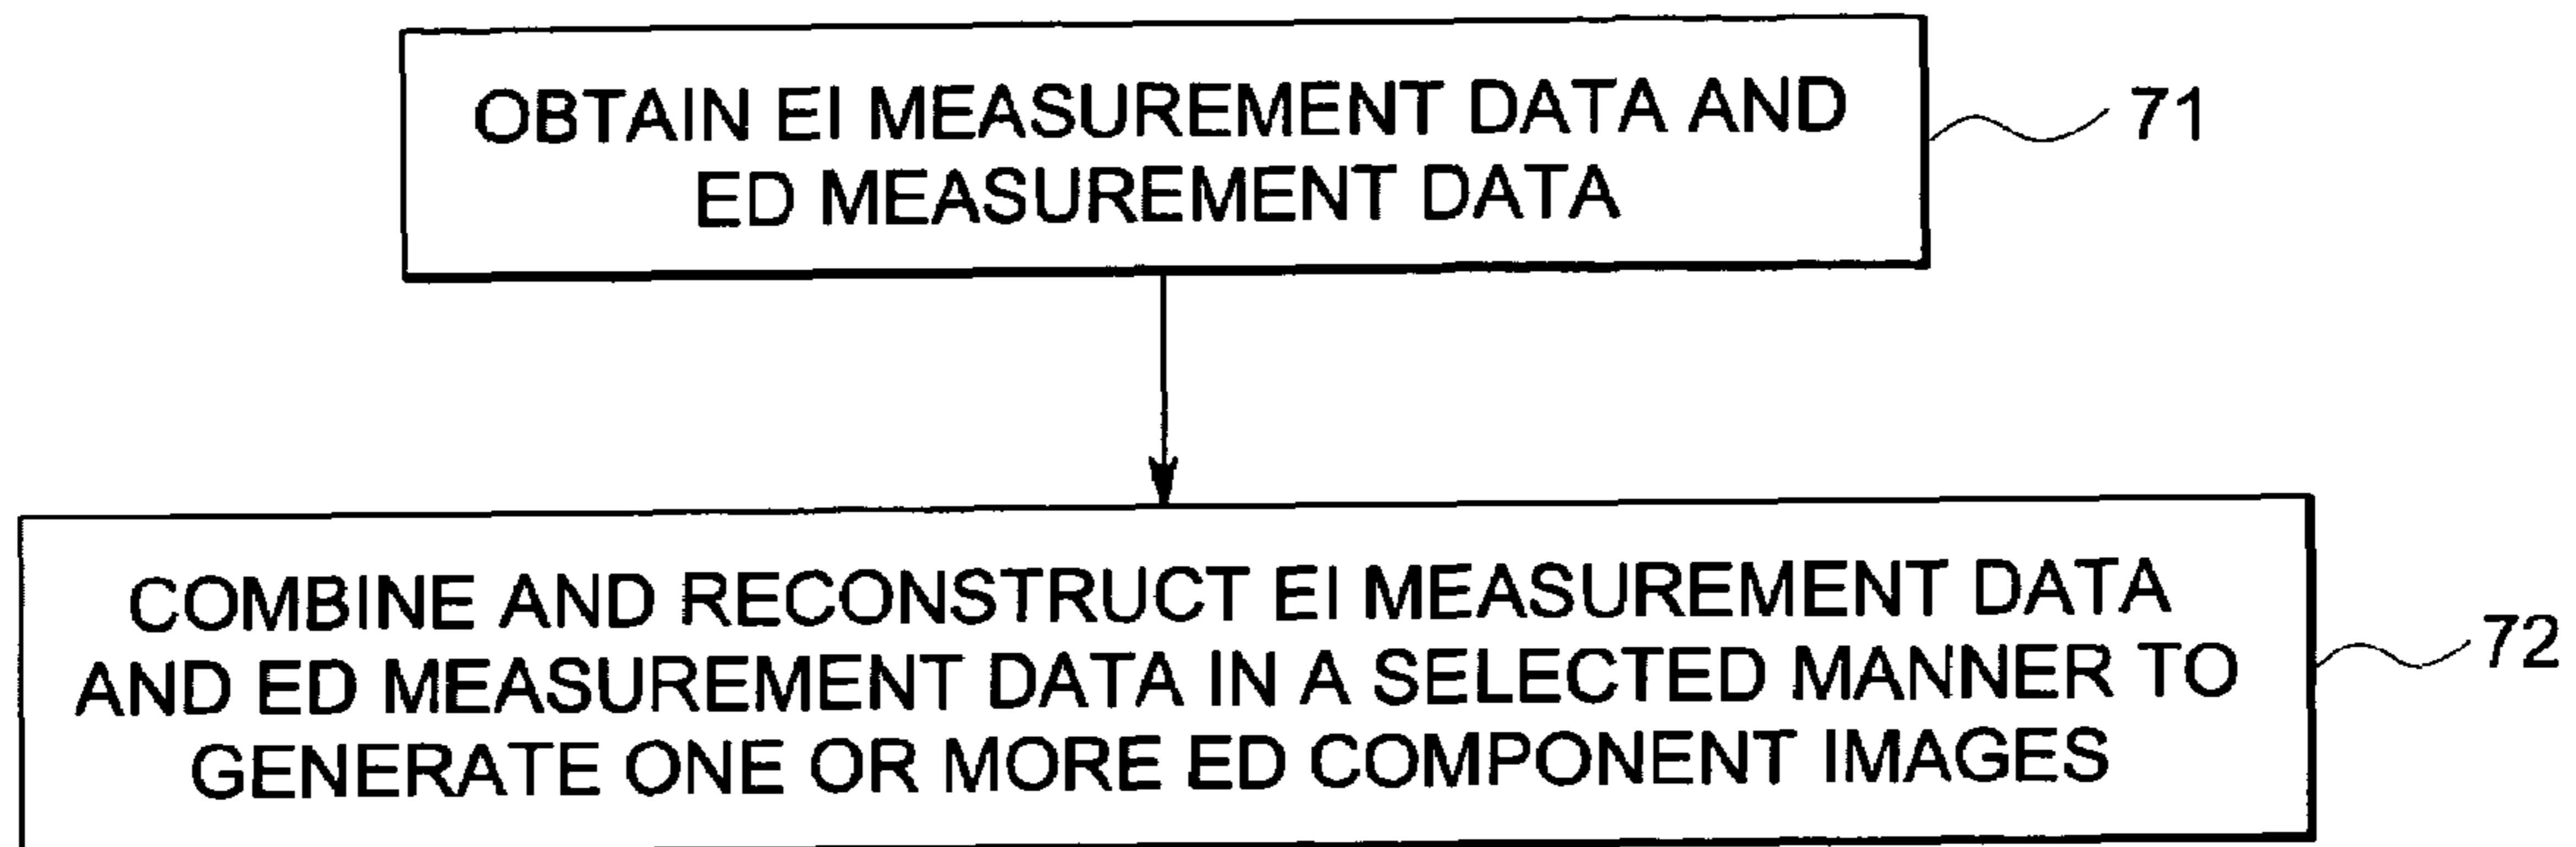 OBTAIN EI MEASUREMENT DATA AND
ED MEASUREMENT DATA
71
COMBINE AND RECONSTRUCT EI MEASUREMENT DATA
AND ED MEASUREMENT DATA IN A SELECTED MANNER TO
GENERATE ONE OR MORE ED COMPONENT IMAGES
72